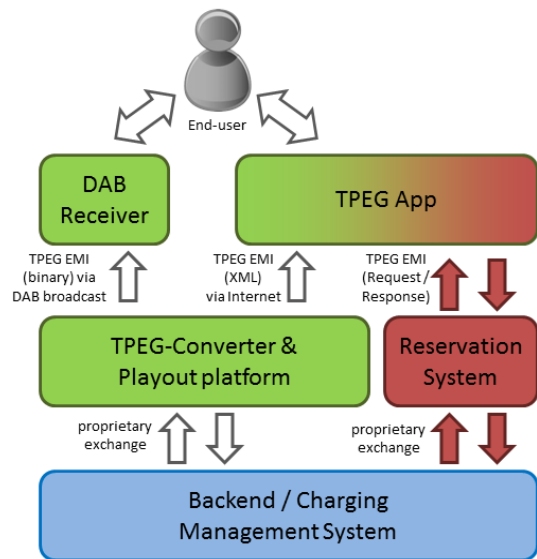 End-user
DAB
Receiver
TPEG App
TPEG EMI
(binary) via
DAB broadcast
TPEG EMI
(XML)
via Internet
TPEG EMI
(Request /
Response)
TPEG-Converter &
Playout platform
Reservation
System
proprietary
exchange
proprietary
exchange
Backend / Charging
Management System